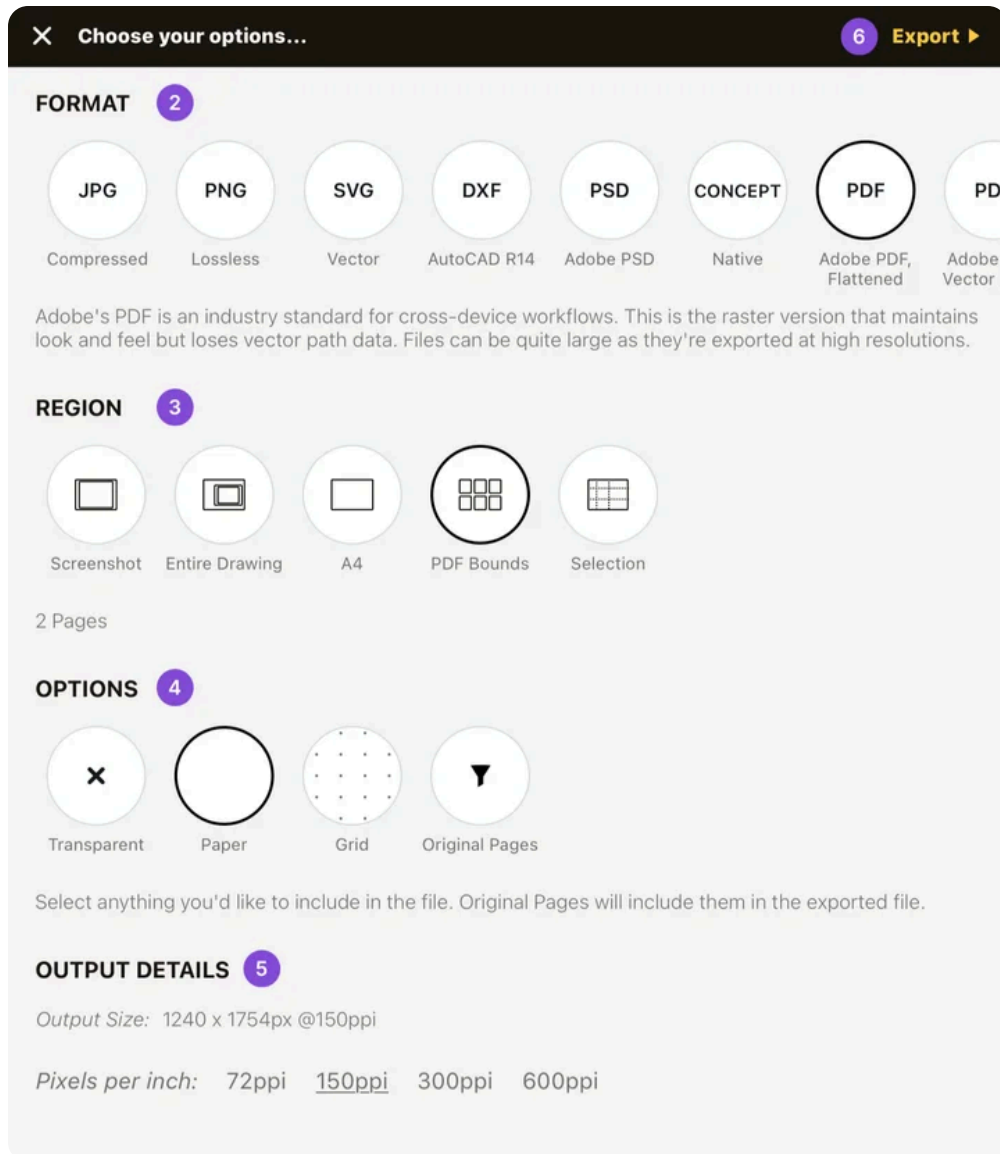 Choose your options...
6 Export
FORMAT 2
JPG PNG SVG DXF PSD CONCEPT PDF PD
Compressed Lossless Vector AutoCAD R14 Adobe PSD Native Adobe PDF, Adobe
Flattened Vector
Adobe's PDF is an industry standard for cross-device workflows. This is the raster version that maintains
look and feel but loses vector path data. Files can be quite large as they're exported at high resolutions.
REGION 3
Screenshot Entire Drawing A4 PDF Bounds Selection
2 Pages
OPTIONS 4
Transparent Paper Grid Original Pages
Select anything you'd like to include in the file. Original Pages will include them in the exported file.
OUTPUT DETAILS 5
Output Size: 1240 x 1754px @150ppi
Pixels per inch: 72ppi 150ppi 300ppi 600ppi